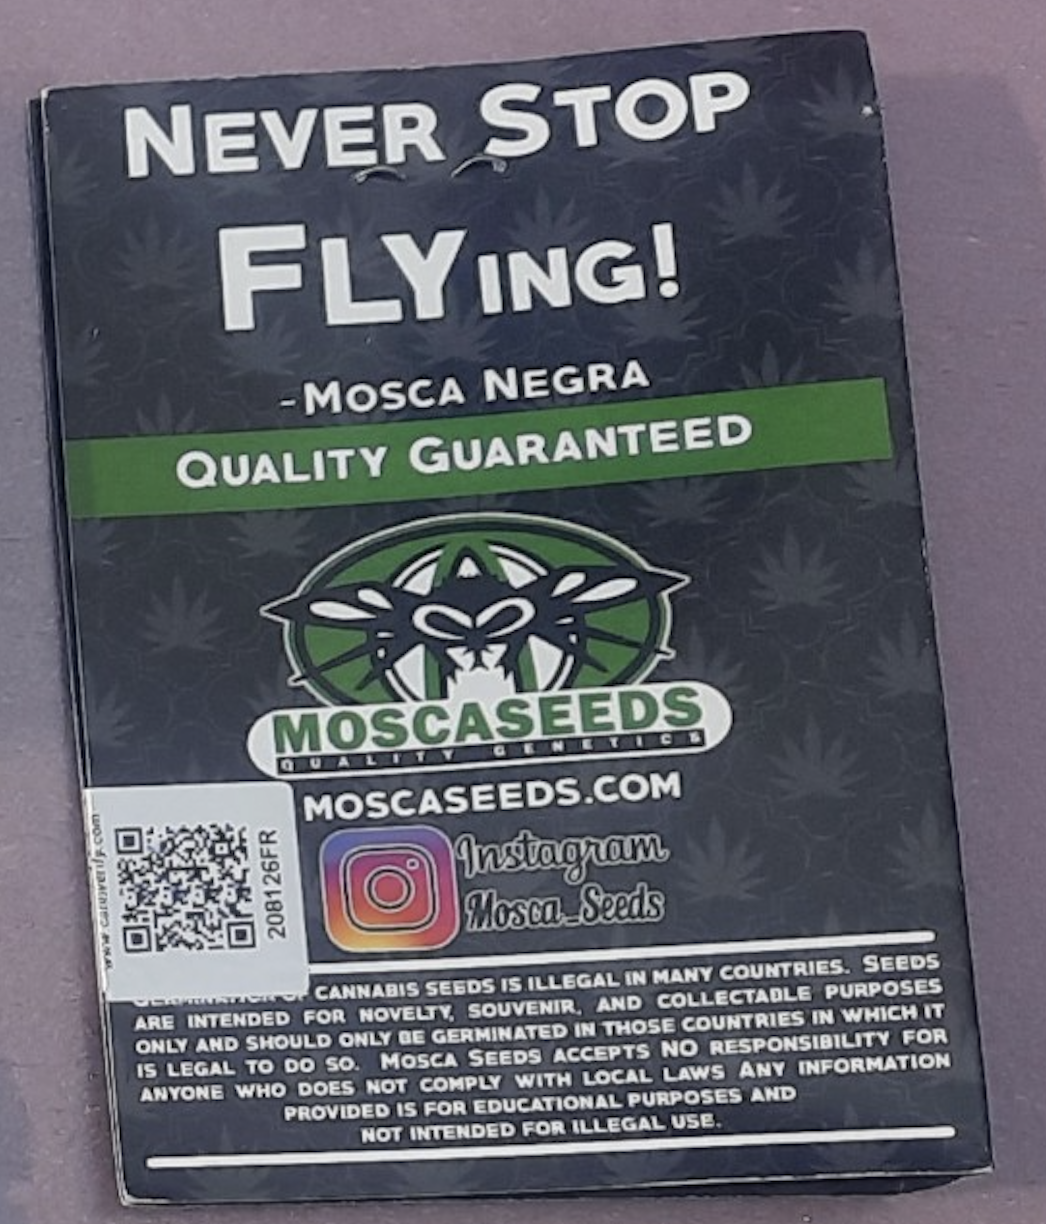 NEVER STOP
FLYING!
-MOSCA NEGRA
QUALITY GUARANTEED
MOSCASEEDS
QUALITY GENETICS
MOSCASEEDS.COM
Instagram
Mosca_Seeds
208126FR
GERMINATION OF CANNABIS SEEDS IS ILLEGAL IN MANY COUNTRIES. SEEDS
ARE INTENDED FOR NOVELTY, SOUVENIR, AND COLLECTABLE PURPOSES
ONLY AND SHOULD ONLY BE GERMINATED IN THOSE COUNTRIES IN WHICH IT
IS LEGAL TO DO SO. MOSCA SEEDS ACCEPTS NO RESPONSIBILITY FOR
ANYONE WHO DOES NOT COMPLY WITH LOCAL LAWS ANY INFORMATION
PROVIDED IS FOR EDUCATIONAL PURPOSES AND
NOT INTENDED FOR ILLEGAL USE.